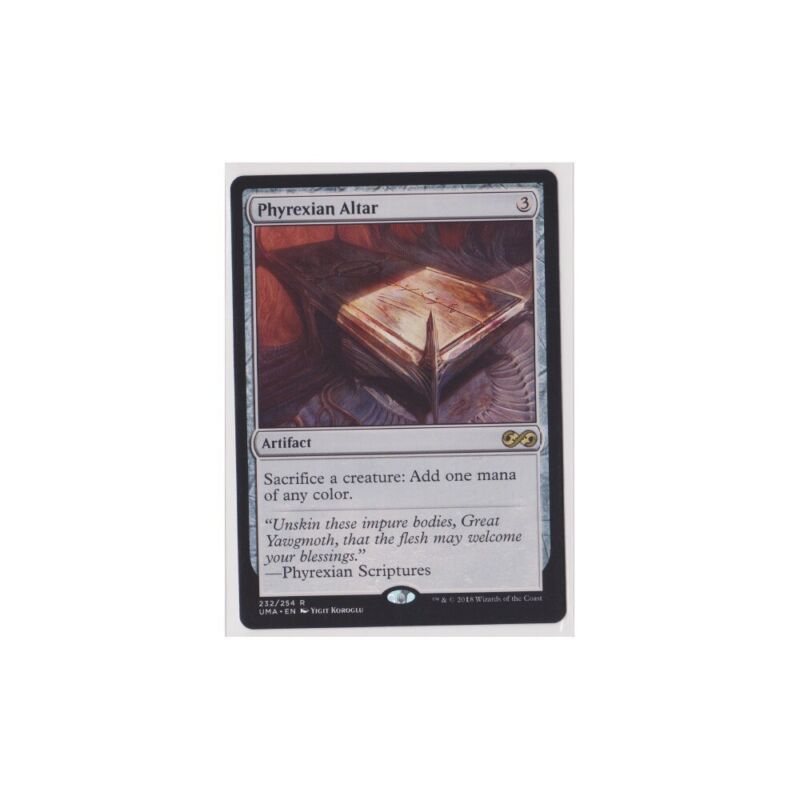 Phyrexian Altar 3
Artifact
Sacrifice a creature: Add one mana
of any color.
“Unskin these impure bodies, Great
Yawgmoth, that the flesh may welcome
your blessings.”
—Phyrexian Scriptures
232/254 R
UMA • EN Yigit Koroglu
™ & © 2018 Wizards of the Coast